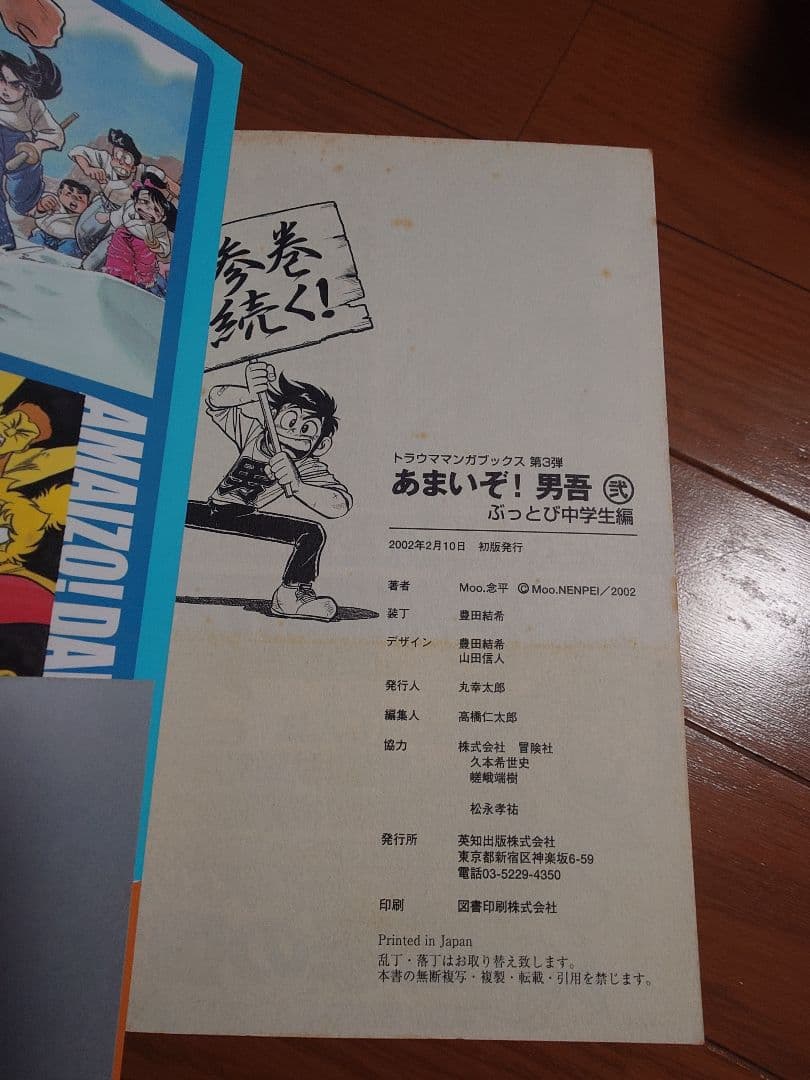 参巻
続く!
男
AMAIZO! DA
トラウママンガブックス 第3弾
あまいぞ! 男吾 弐
ぶっとび中学生編
2002年2月10日 初版発行
著者 Moo.念平 ©Moo.NENPEI/2002
装丁 豊田結希
デザイン 豊田結希
山田信人
発行人 丸幸太郎
編集人 高橋仁太郎
協力 株式会社 冒険社
久本希世史
嵯峨端樹
松永孝祐
発行所 英知出版株式会社
東京都新宿区神楽坂6-59
電話03-5229-4350
印刷 図書印刷株式会社
Printed in Japan
乱丁・落丁はお取り替え致します。
本書の無断複写・複製・転載・引用を禁じます。